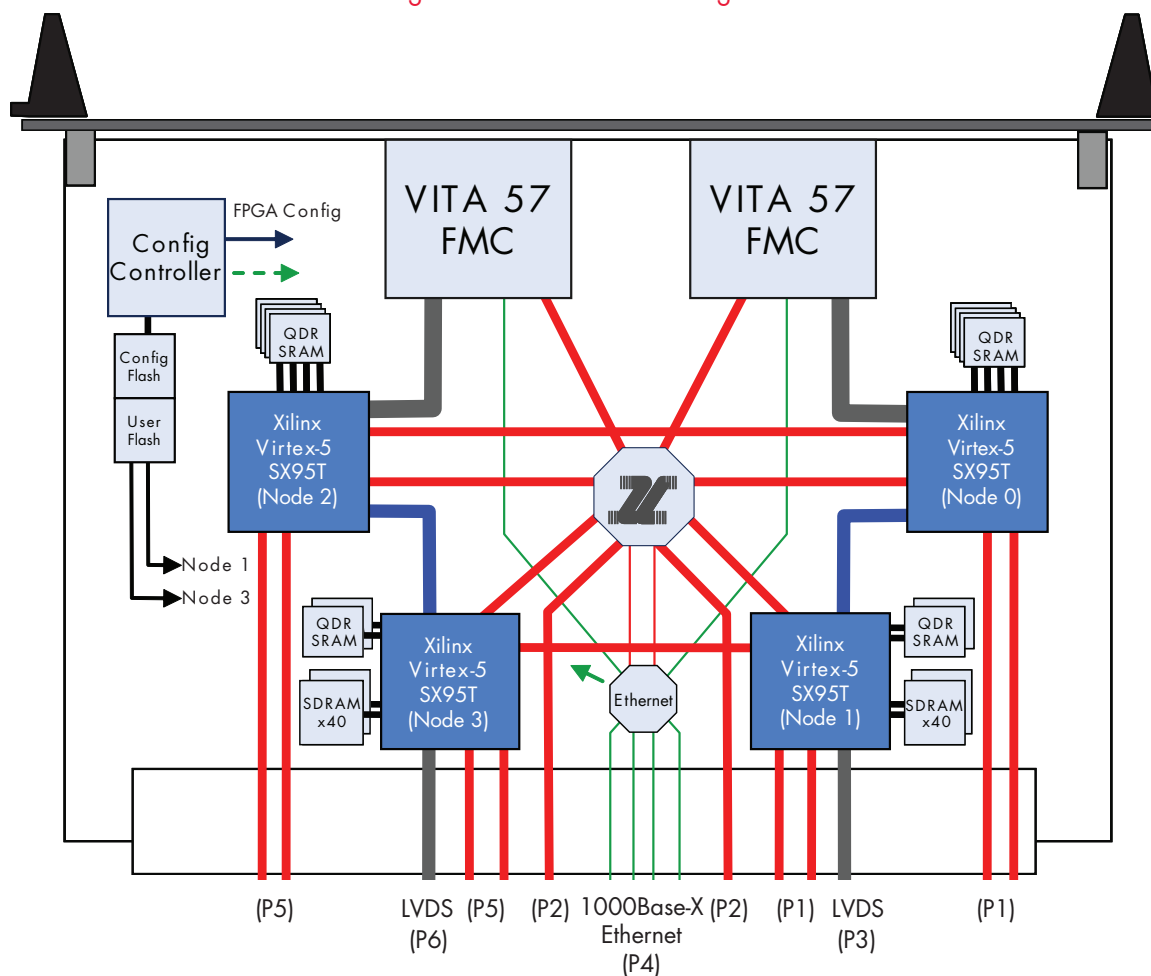 VITA 57
FMC
VITA 57
FMC
FPGA Config
Config
Controller
Config
Flash
User
Flash
QDR
SRAM
QDR
SRAM
Xilinx
Virtex-5
SX95T
(Node 2)
Xilinx
Virtex-5
SX95T
(Node 0)
Node 1
Node 3
QDR
SRAM
SDRAM
x40
Xilinx
Virtex-5
SX95T
(Node 3)
Ethernet
Xilinx
Virtex-5
SX95T
(Node 1)
QDR
SRAM
SDRAM
x40
(P5)
LVDS
(P6)
(P5)
(P2)
1000Base-X
Ethernet
(P4)
(P2)
(P1)
LVDS
(P3)
(P1)